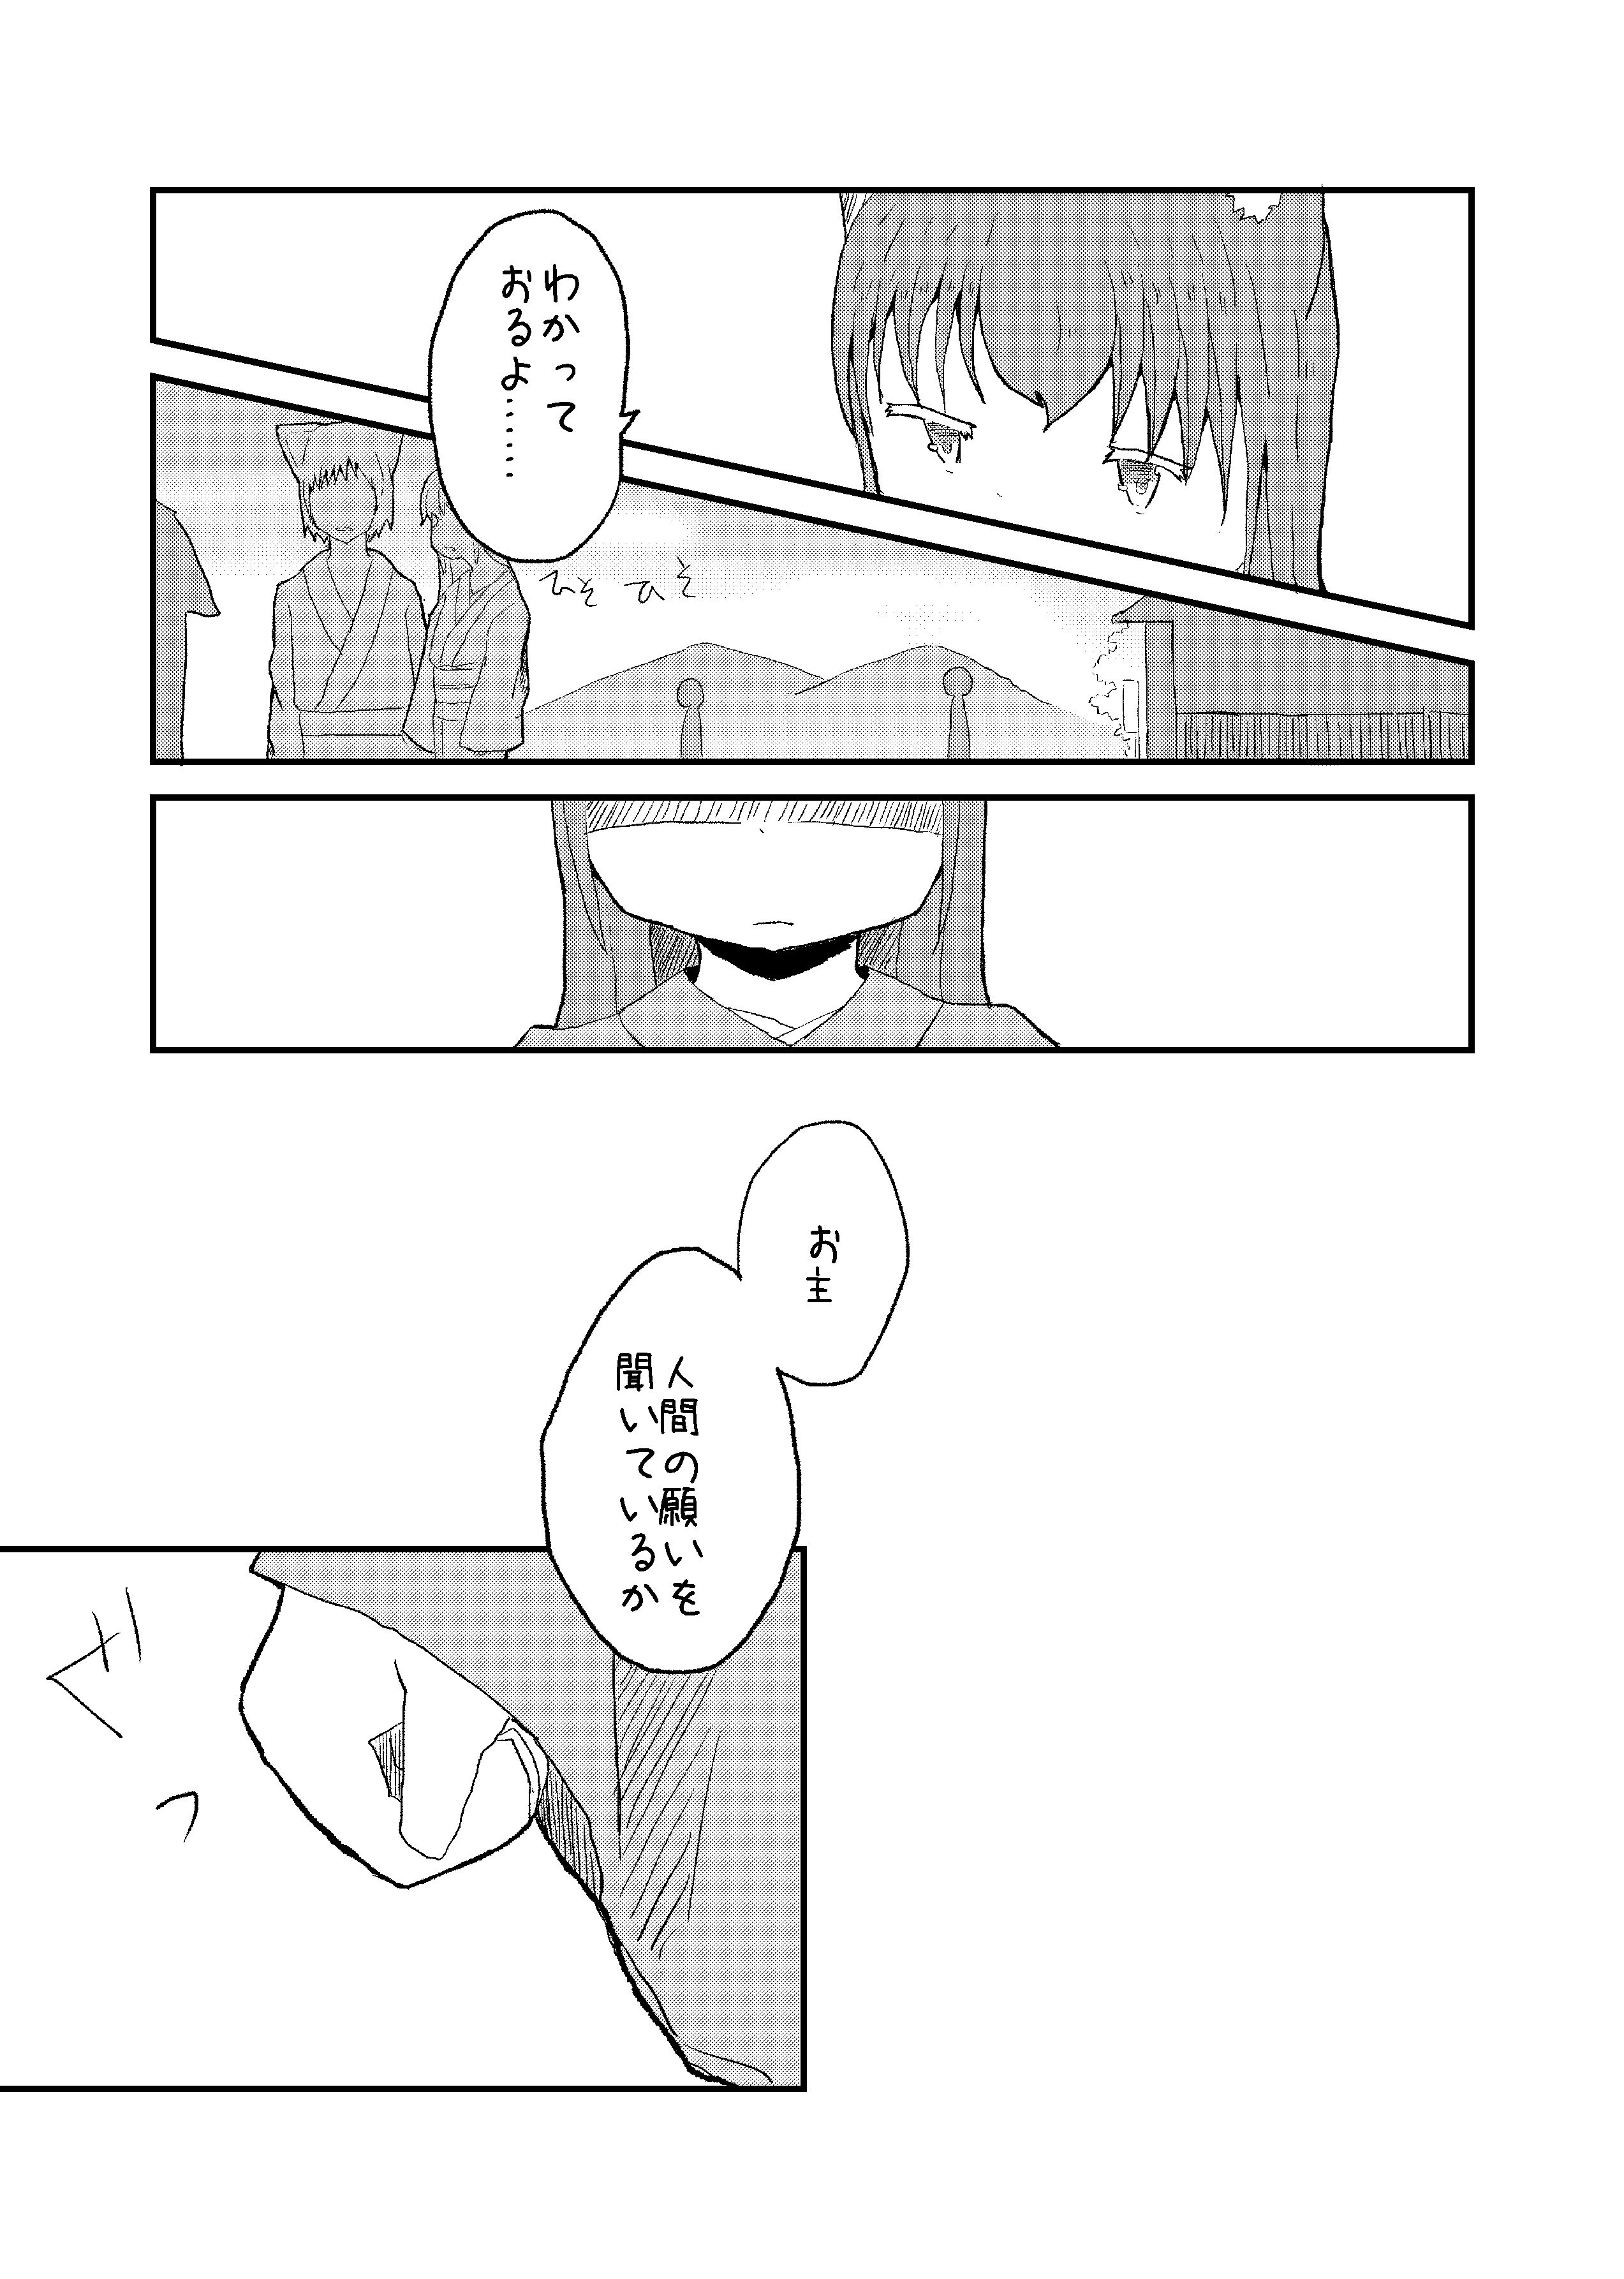 わかって
おるよ………
ひそ ひそ
お主
人間の願いを
聞いているか
ザ
っ